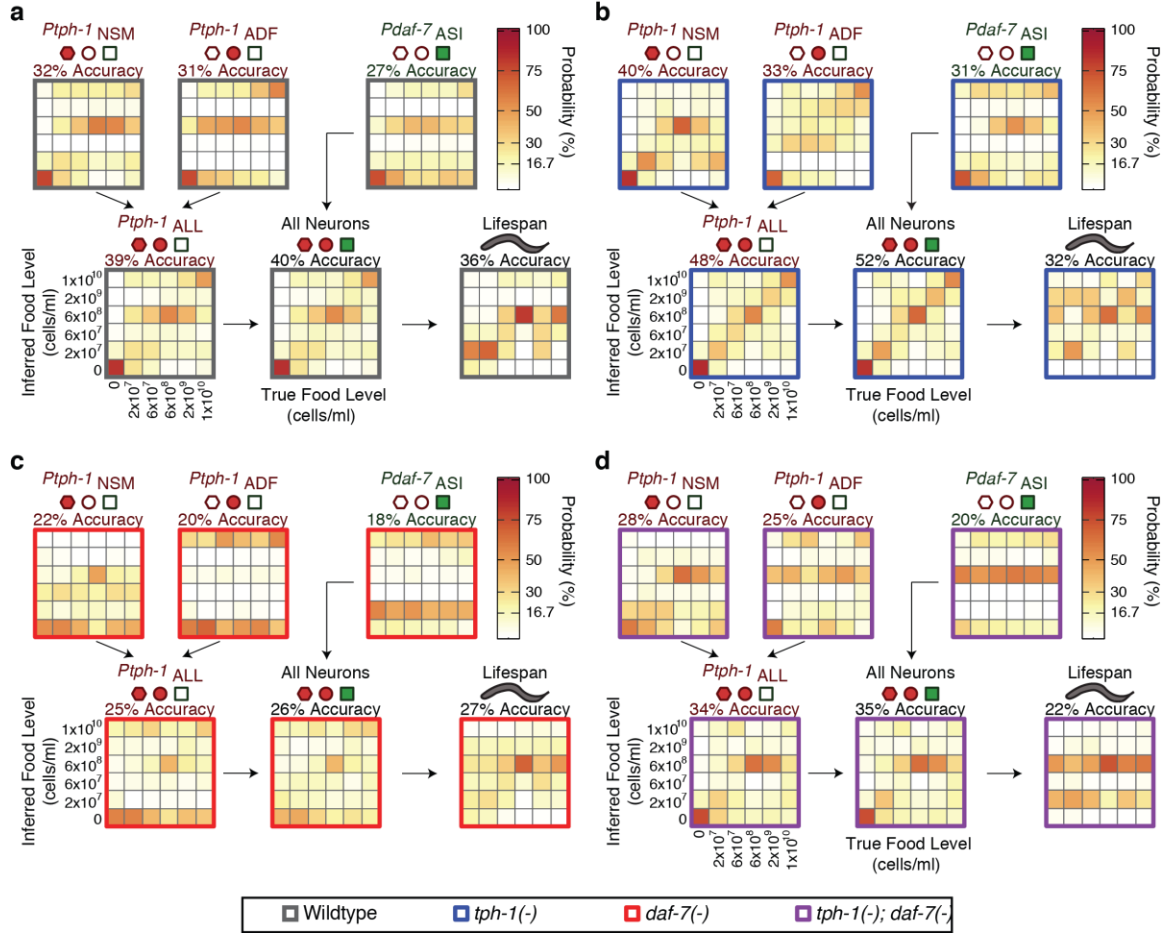 a
Ptph-1 NSM
Ptph-1 ADF
Pdaf-7 ASI
32% Accuracy
31% Accuracy
27% Accuracy
100
75
50
30
16.7
Probability (%)
Ptph-1 ALL
All Neurons
Lifespan
39% Accuracy
40% Accuracy
36% Accuracy
Inferred Food Level
(cells/ml)
1x10^10
2x10^9
6x10^8
6x10^7
2x10^7
0
0
2x10^7
6x10^7
6x10^8
2x10^9
1x10^10
True Food Level
(cells/ml)
b
Ptph-1 NSM
Ptph-1 ADF
Pdaf-7 ASI
40% Accuracy
33% Accuracy
31% Accuracy
100
75
50
30
16.7
Probability (%)
Ptph-1 ALL
All Neurons
Lifespan
48% Accuracy
52% Accuracy
32% Accuracy
Inferred Food Level
(cells/ml)
1x10^10
2x10^9
6x10^8
6x10^7
2x10^7
0
0
2x10^7
6x10^7
6x10^8
2x10^9
1x10^10
True Food Level
(cells/ml)
c
Ptph-1 NSM
Ptph-1 ADF
Pdaf-7 ASI
22% Accuracy
20% Accuracy
18% Accuracy
100
75
50
30
16.7
Probability (%)
Ptph-1 ALL
All Neurons
Lifespan
25% Accuracy
26% Accuracy
27% Accuracy
Inferred Food Level
(cells/ml)
1x10^10
2x10^9
6x10^8
6x10^7
2x10^7
0
d
Ptph-1 NSM
Ptph-1 ADF
Pdaf-7 ASI
28% Accuracy
25% Accuracy
20% Accuracy
100
75
50
30
16.7
Probability (%)
Ptph-1 ALL
All Neurons
Lifespan
34% Accuracy
35% Accuracy
22% Accuracy
Inferred Food Level
(cells/ml)
1x10^10
2x10^9
6x10^8
6x10^7
2x10^7
0
0
2x10^7
6x10^7
6x10^8
2x10^9
1x10^10
True Food Level
(cells/ml)
Wildtype
tph-1(-)
daf-7(-)
tph-1(-); daf-7(-)